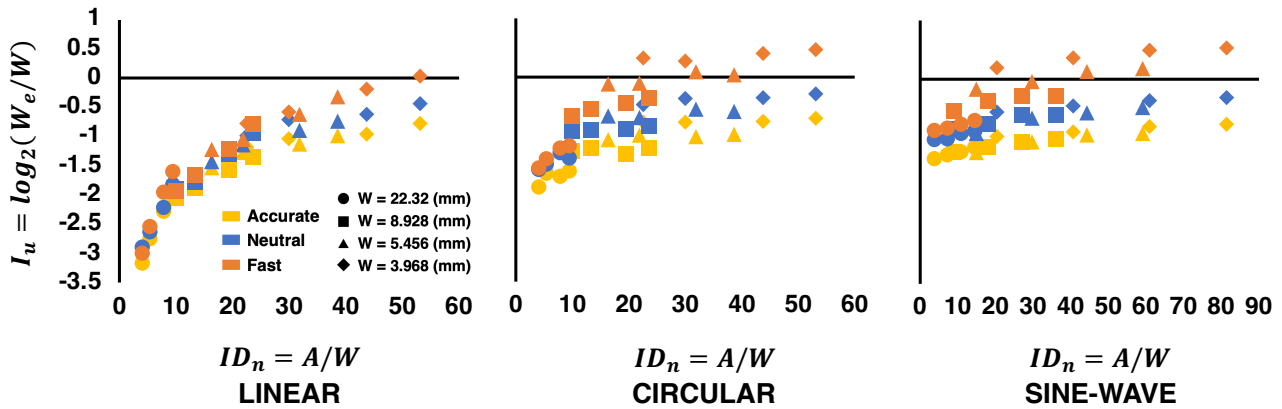 I_u = log_2(W_e/W)
1
0.5
0
-0.5
-1
-1.5
-2
-2.5
-3
-3.5
Accurate
Neutral
Fast
W = 22.32 (mm)
W = 8.928 (mm)
W = 5.456 (mm)
W = 3.968 (mm)
0 10 20 30 40 50 60
0 10 20 30 40 50 60
0 10 20 30 40 50 60 70 80 90
ID_n = A/W
ID_n = A/W
ID_n = A/W
LINEAR
CIRCULAR
SINE-WAVE